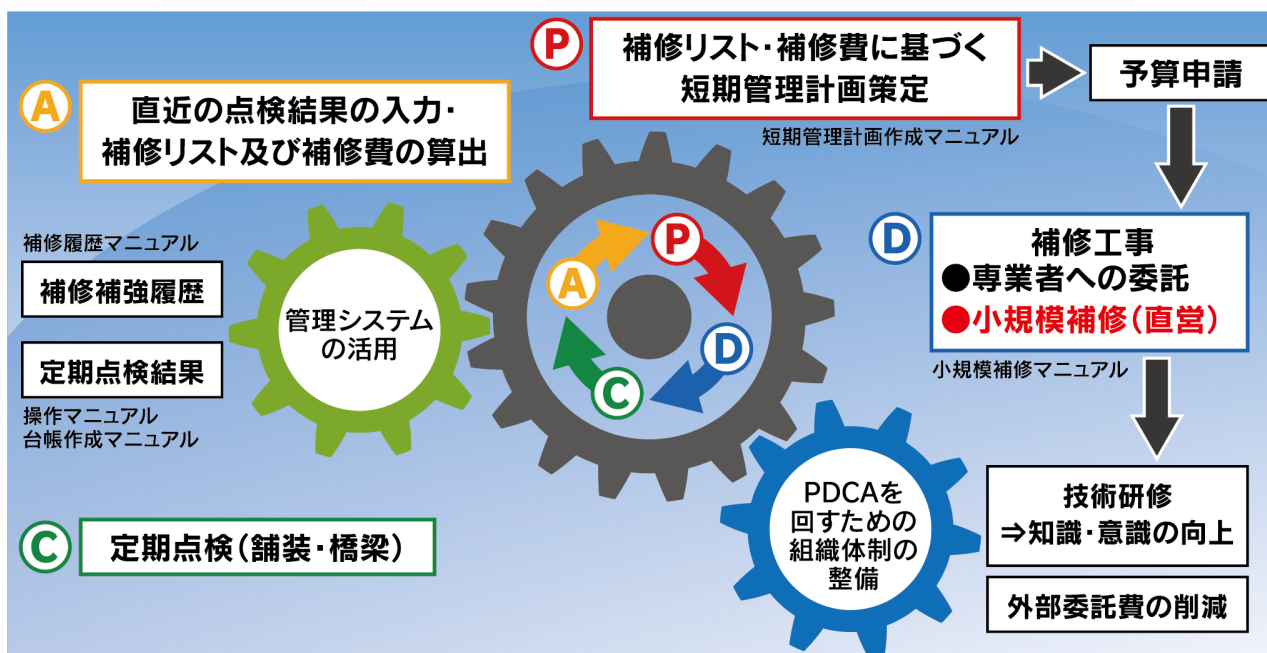 P
補修リスト・補修費に基づく
短期管理計画策定
短期管理計画作成マニュアル
予算申請
A
直近の点検結果の入力・
補修リスト及び補修費の算出
補修履歴マニュアル
補修補強履歴
定期点検結果
操作マニュアル
台帳作成マニュアル
管理システム
の活用
P
A
D
C
D
補修工事
●専業者への委託
●小規模補修（直営）
小規模補修マニュアル
C
定期点検（舗装・橋梁）
PDCAを
回すための
組織体制の
整備
技術研修
⇒知識・意識の向上
外部委託費の削減